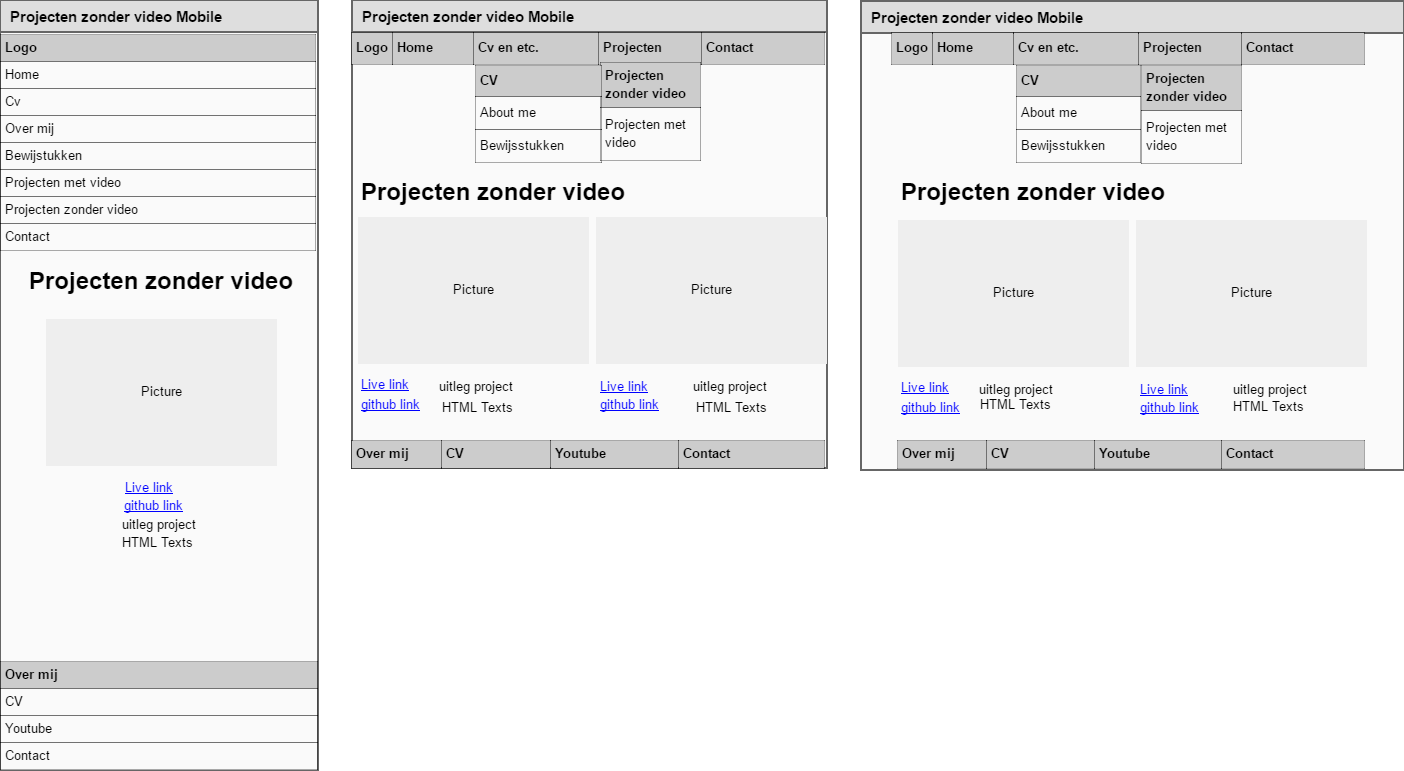 Projecten zonder video Mobile
Logo
Home
Cv
Over mij
Bewijstukken
Projecten met video
Projecten zonder video
Contact
Projecten zonder video
Picture
Live link
github link
uitleg project
HTML Texts
Over mij
CV
Youtube
Contact
Projecten zonder video Mobile
Logo Home Cv en etc. Projecten Contact
CV
About me
Bewijsstukken
Projecten
zonder video
Projecten met
video
Projecten zonder video
Picture Picture
Live link uitleg project Live link uitleg project
github link HTML Texts github link HTML Texts
Over mij CV Youtube Contact
Projecten zonder video Mobile
Logo Home Cv en etc. Projecten Contact
CV
About me
Bewijsstukken
Projecten
zonder video
Projecten met
video
Projecten zonder video
Picture Picture
Live link uitleg project Live link uitleg project
github link HTML Texts github link HTML Texts
Over mij CV Youtube Contact